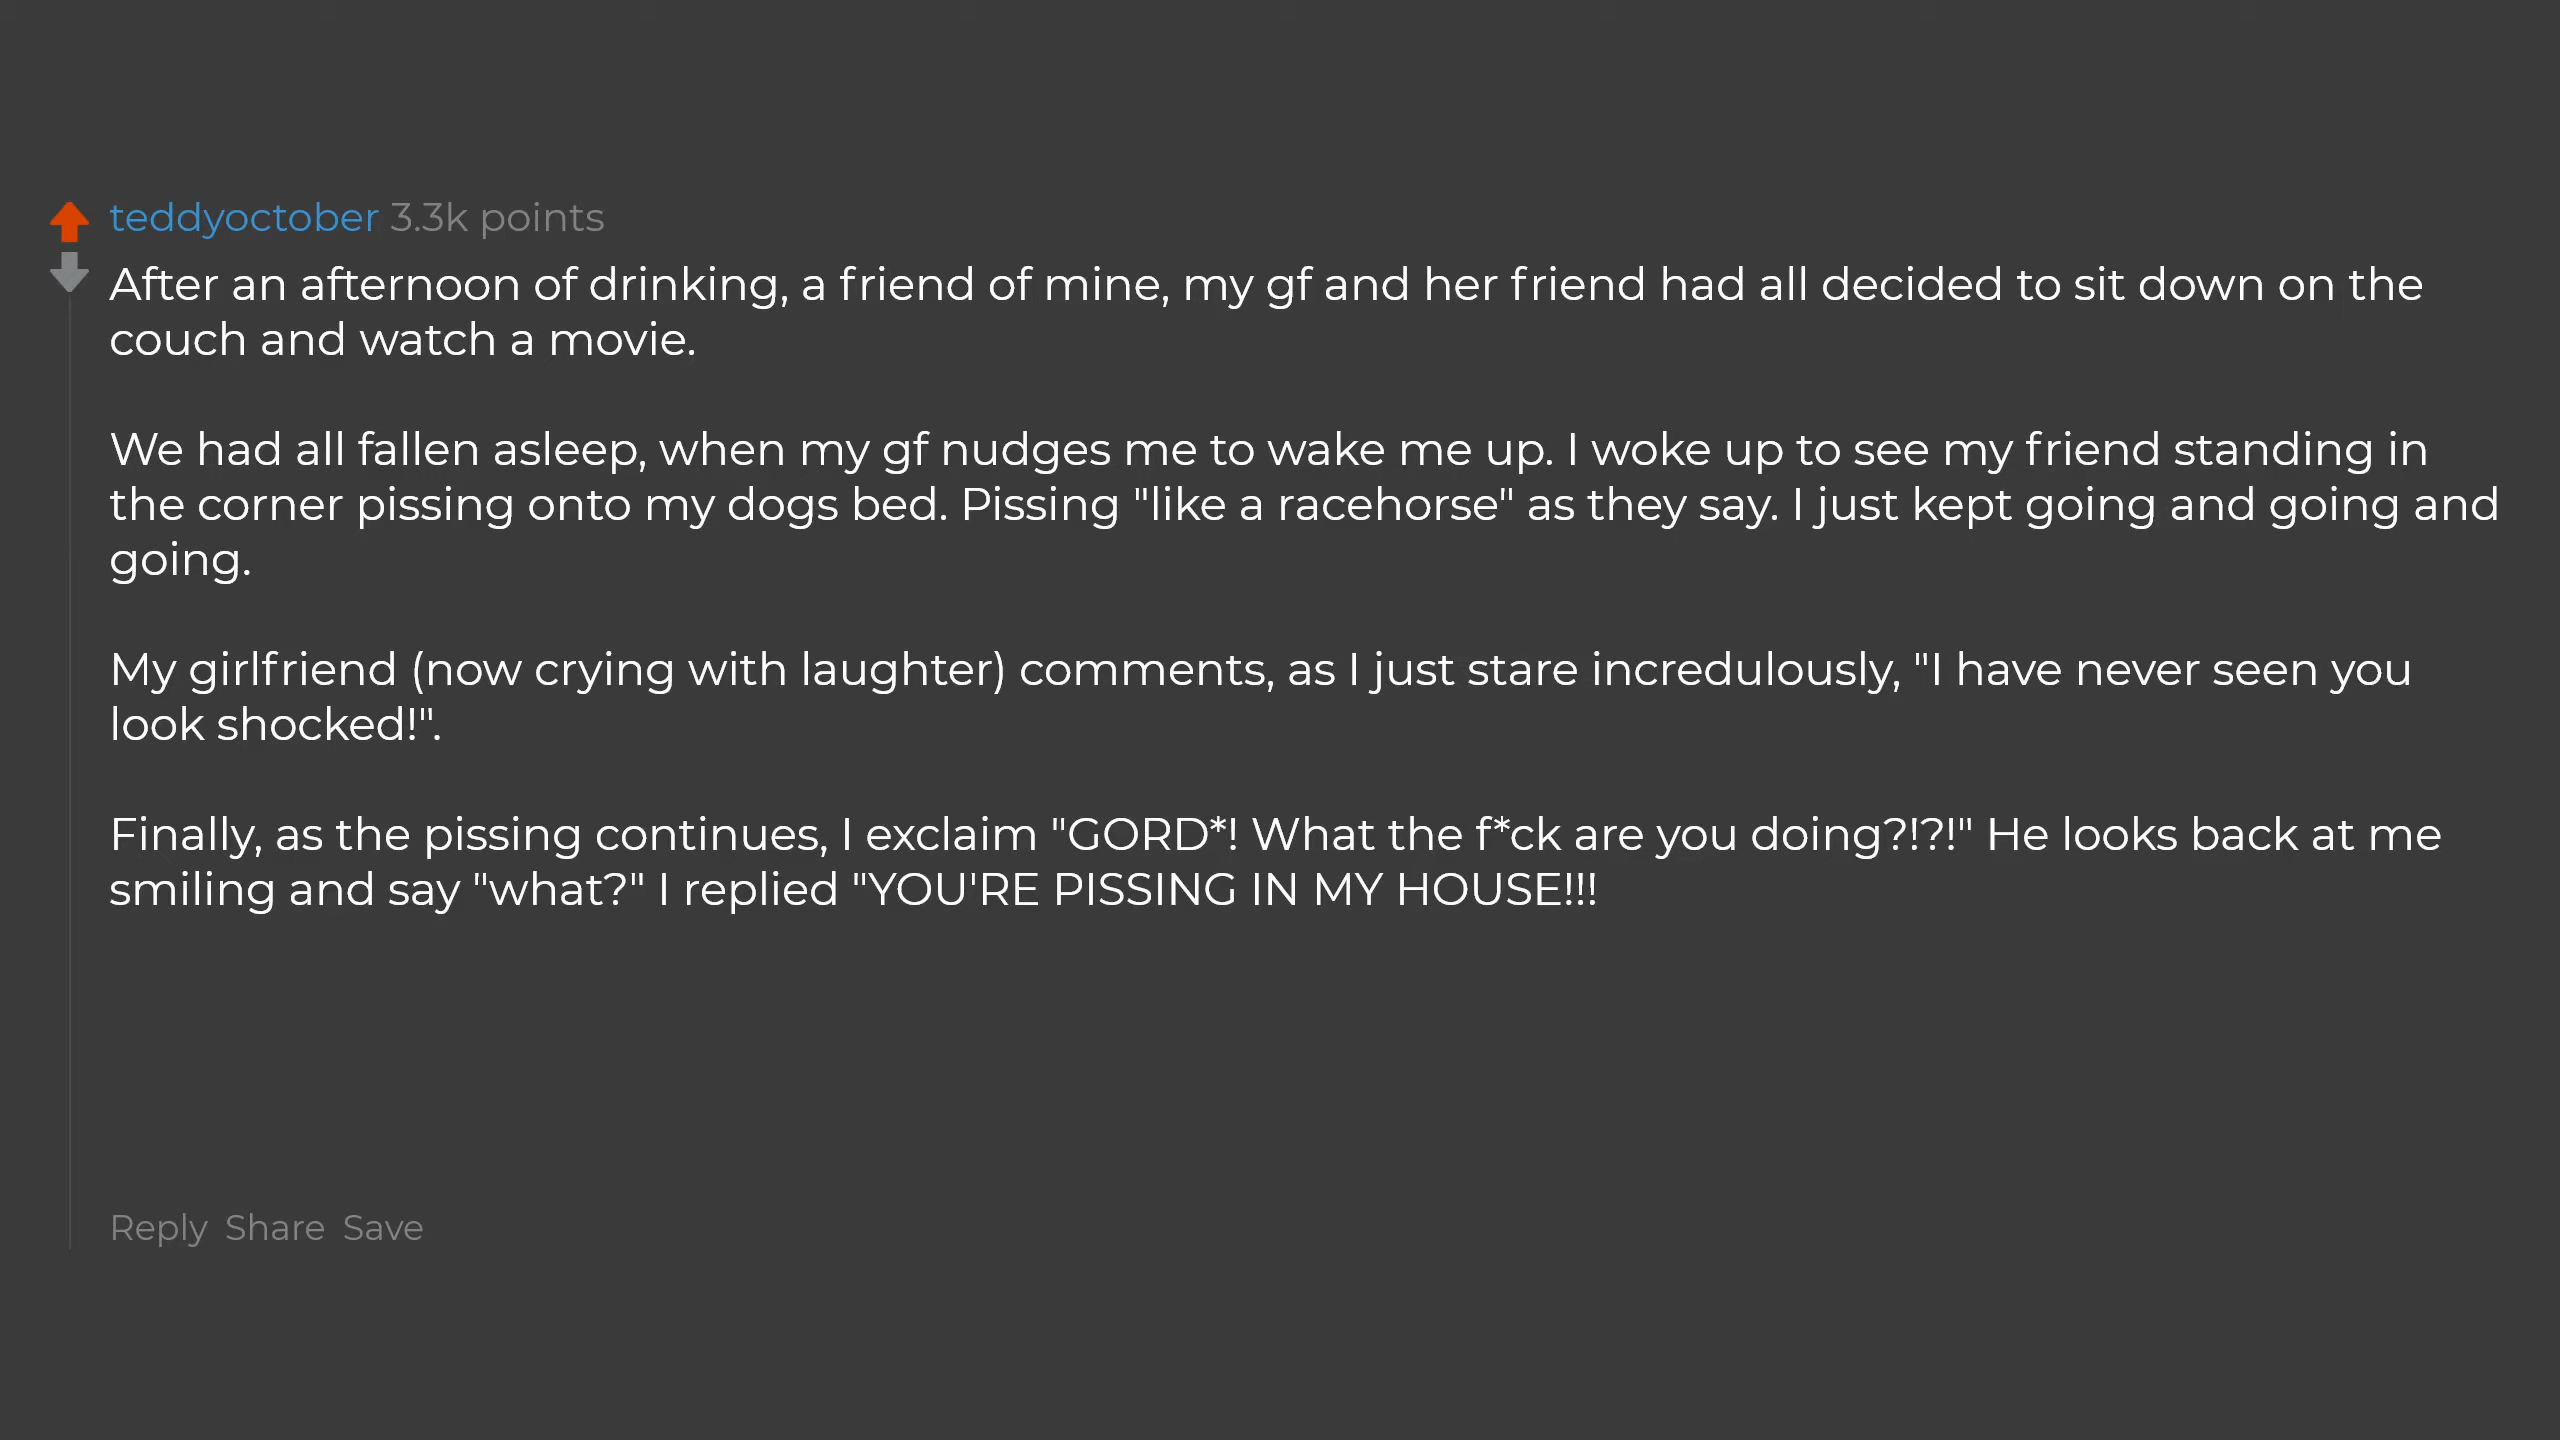 teddyoctober 3.3k points
After an afternoon of drinking, a friend of mine, my gf and her friend had all decided to sit down on the
couch and watch a movie.
We had all fallen asleep, when my gf nudges me to wake me up. I woke up to see my friend standing in
the corner pissing onto my dogs bed. Pissing "like a racehorse" as they say. I just kept going and going and
going.
My girlfriend (now crying with laughter) comments, as I just stare incredulously, "I have never seen you
look shocked!".
Finally, as the pissing continues, I exclaim "GORD*! What the f*ck are you doing?!?!" He looks back at me
smiling and say "what?" I replied "YOU'RE PISSING IN MY HOUSE!!!
Reply Share Save